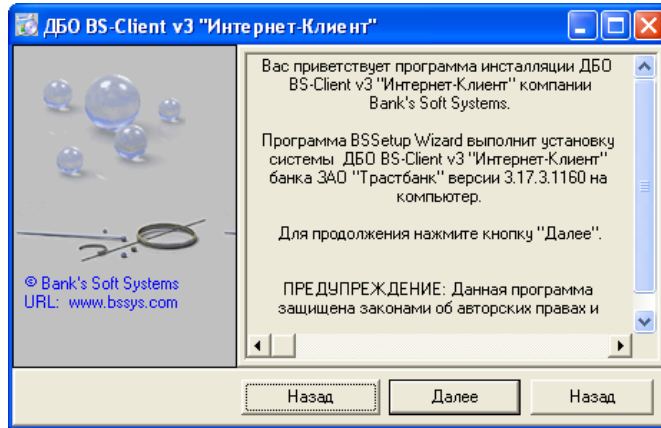 ДБО BS-Client v3 "Интернет-Клиент"
Вас приветствует программа инсталляции ДБО
BS-Client v3 "Интернет-Клиент" компании
Bank's Soft Systems.
Программа BSSetup Wizard выполнит установку
системы ДБО BS-Client v3 "Интернет-Клиент"
банка ЗАО "Трастбанк" версии 3.17.3.1160 на
компьютер.
Для продолжения нажмите кнопку "Далее".
ПРЕДУПРЕЖДЕНИЕ: Данная программа
защищена законами об авторских правах и
© Bank's Soft Systems
URL: www.bssys.com
Назад
Далее
Назад